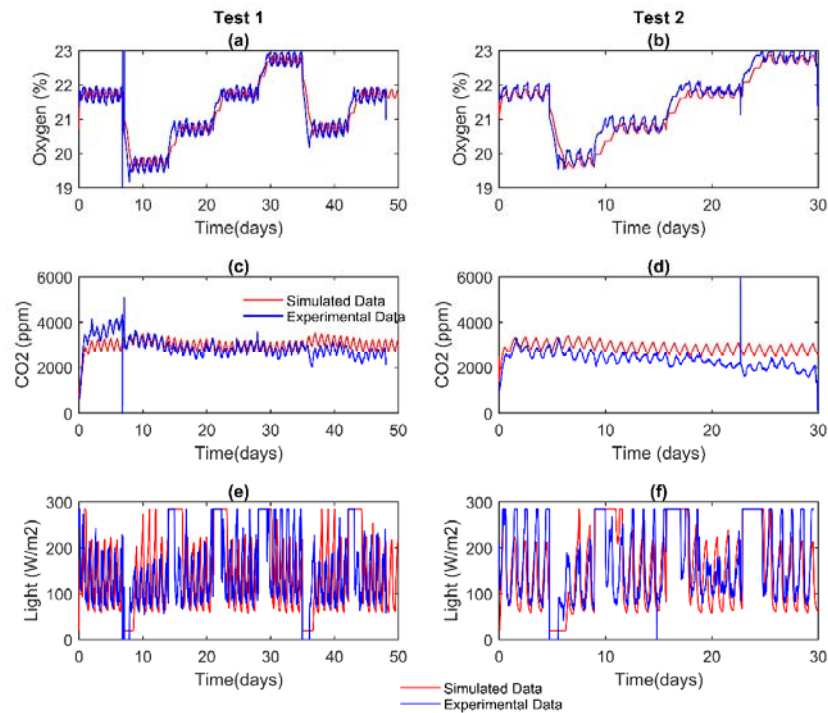 Test 1
Test 2
(a)
(b)
Oxygen (%)
23
22
21
20
19
0 10 20 30 40 50
Time(days)
Oxygen (%)
23
22
21
20
19
0 10 20 30
Time (days)
(c)
(d)
CO2 (ppm)
6000
4000
2000
0
Simulated Data
Experimental Data
0 10 20 30 40 50
Time(days)
CO2 (ppm)
6000
4000
2000
0
0 10 20 30
Time (days)
(e)
(f)
Light (W/m2)
300
200
100
0
0 10 20 30 40 50
Time(days)
Light (W/m2)
300
200
100
0
0 10 20 30
Time (days)
Simulated Data
Experimental Data